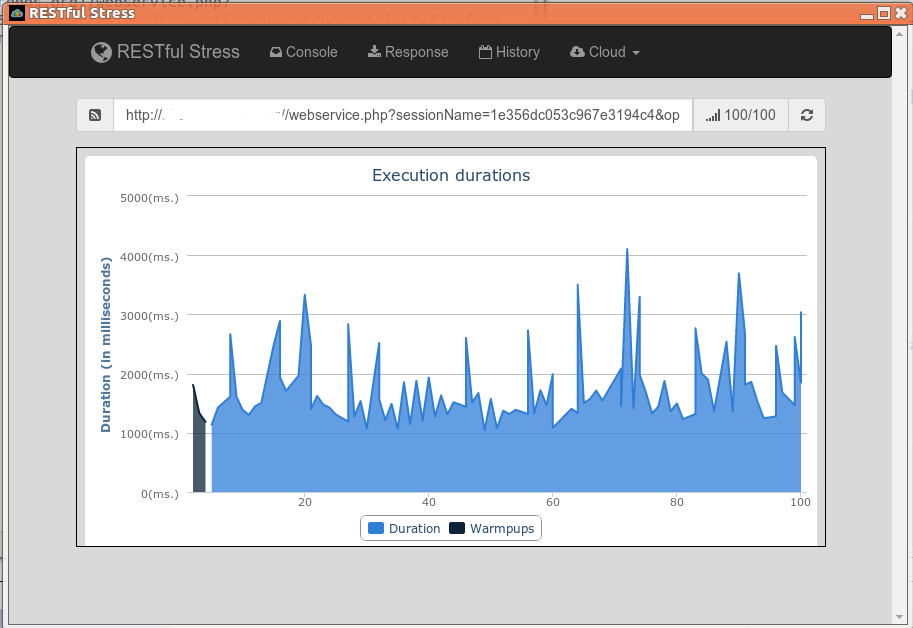 RESTful Stress
RESTful Stress Console Response History Cloud
http://. //webservice.php?sessionName=1e356dc053c967e3194c4&op 100/100
Execution durations
5000(ms.)
4000(ms.)
3000(ms.)
2000(ms.)
1000(ms.)
0(ms.)
Duration (in milliseconds)
20 40 60 80 100
Duration Warmups